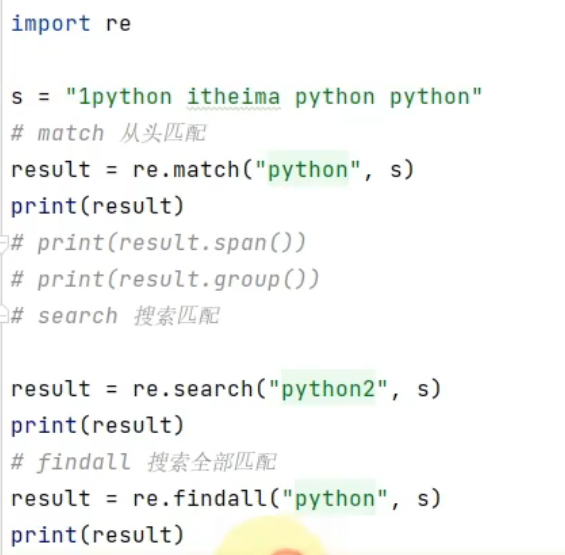 import re
s = "1python itheima python python"
# match 从头匹配
result = re.match("python", s)
print(result)
# print(result.span())
# print(result.group())
# search 搜索匹配
result = re.search("python2", s)
print(result)
# findall 搜索全部匹配
result = re.findall("python", s)
print(result)